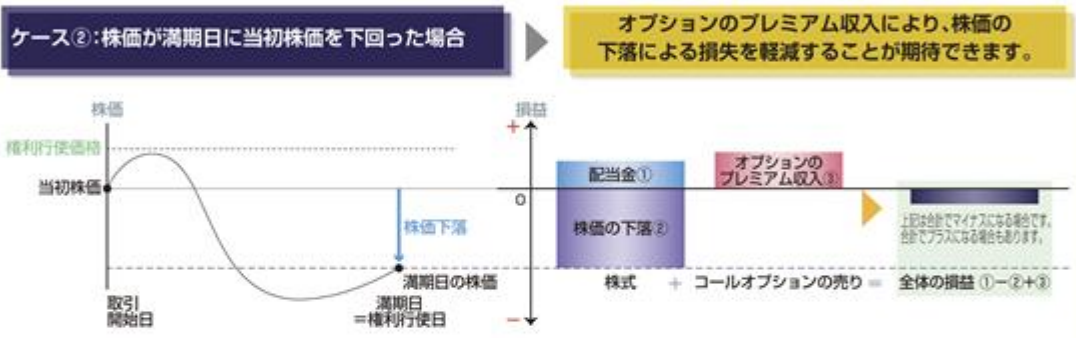 ケース②:株価が満期日に当初株価を下回った場合
オプションのプレミアム収入により、株価の
下落による損失を軽減することが期待できます。
株価
権利行使価格
当初株価
株価下落
満期日の株価
取引
開始日
満期日
=権利行使日
損益
+
0
−
配当金①
株価の下落②
オプションの
プレミアム収入③
上記は合計でマイナスになる場合です。
合計でプラスになる場合もあります。
株式 + コールオプションの売り = 全体の損益 ①−②+③